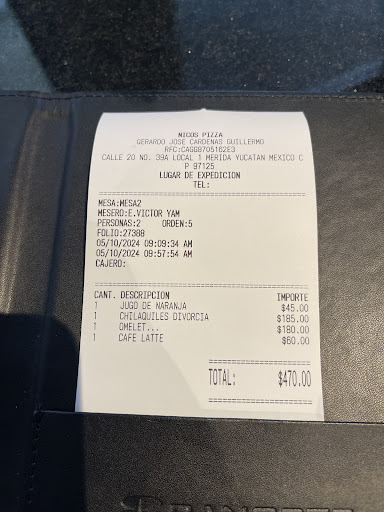 NICOS PIZZA
GERARDO JOSE CARDENAS GUILLERMO
RFC:CAGG8705162E3
CALLE 20 NO. 39A LOCAL 1 MERIDA YUCATAN MEXICO C
P 97125
LUGAR DE EXPEDICION
TEL:
MESA:MESA2
MESERO:E.VICTOR YAM
PERSONAS:2 ORDEN:5
FOLIO:27388
05/10/2024 09:09:34 AM
05/10/2024 09:57:54 AM
CAJERO:
CANT. DESCRIPCION IMPORTE
1 JUGO DE NARANJA $45.00
1 CHILAQUILES DIVORCIA $185.00
1 OMELET... $180.00
1 CAFE LATTE $60.00
TOTAL: $470.00